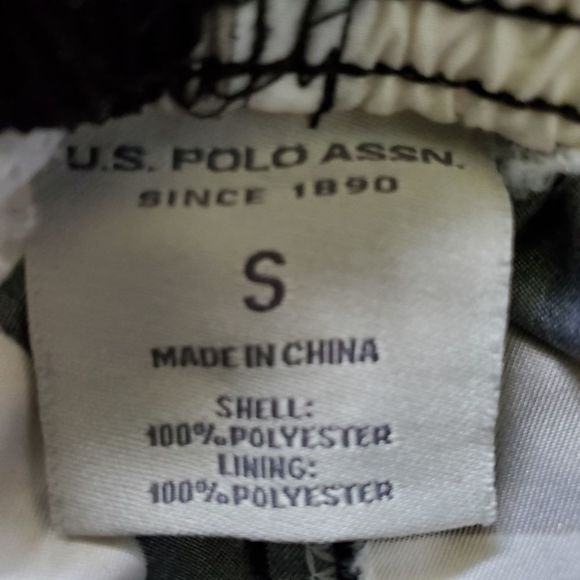 U.S. POLO ASSN.
SINCE 1890
S
MADE IN CHINA
SHELL:
100% POLYESTER
LINING:
100% POLYESTER